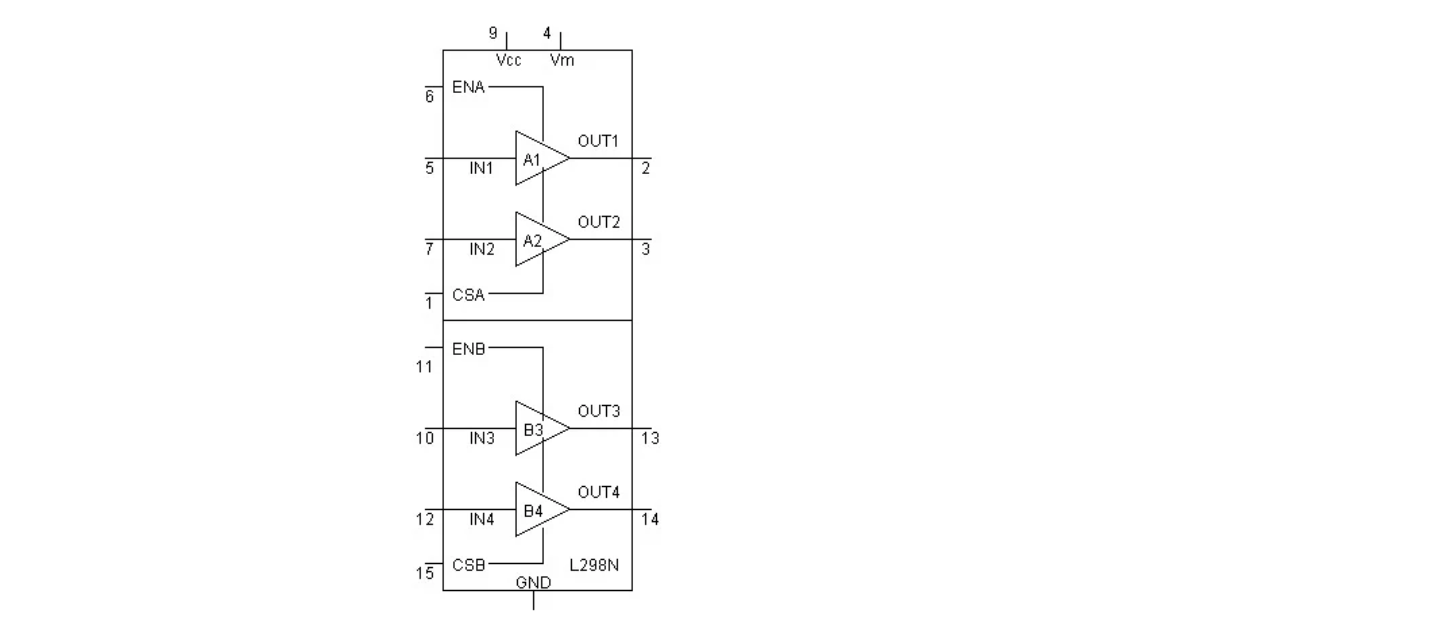 9 4
Vcc Vm
ENA
6
OUT1
A1
5 IN1 2
OUT2
A2
7 IN2 3
CSA
1
ENB
11
OUT3
B3
10 IN3 13
OUT4
B4
12 IN4 14
CSB L298N
15
GND